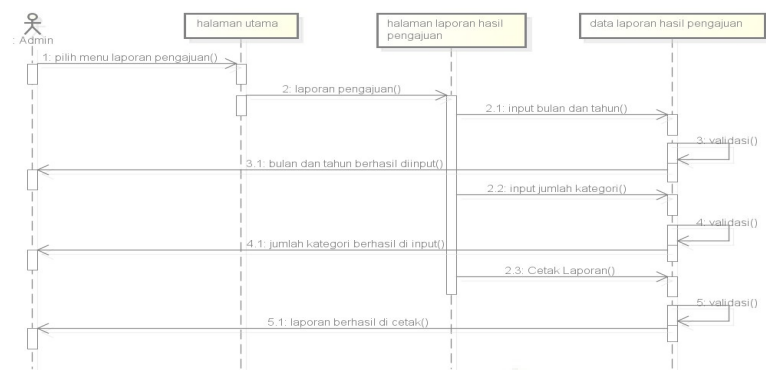 halaman utama
halaman laporan hasil
pengajuan
data laporan hasil pengajuan
: Admin
1: pilih menu laporan pengajuan()
2: laporan pengajuan()
2.1: input bulan dan tahun()
3: validasi()
3.1: bulan dan tahun berhasil diinput()
2.2: input jumlah kategori()
4: validasi()
4.1: jumlah kategori berhasil di input()
2.3: Cetak Laporan()
5: validasi()
5.1: laporan berhasil di cetak()